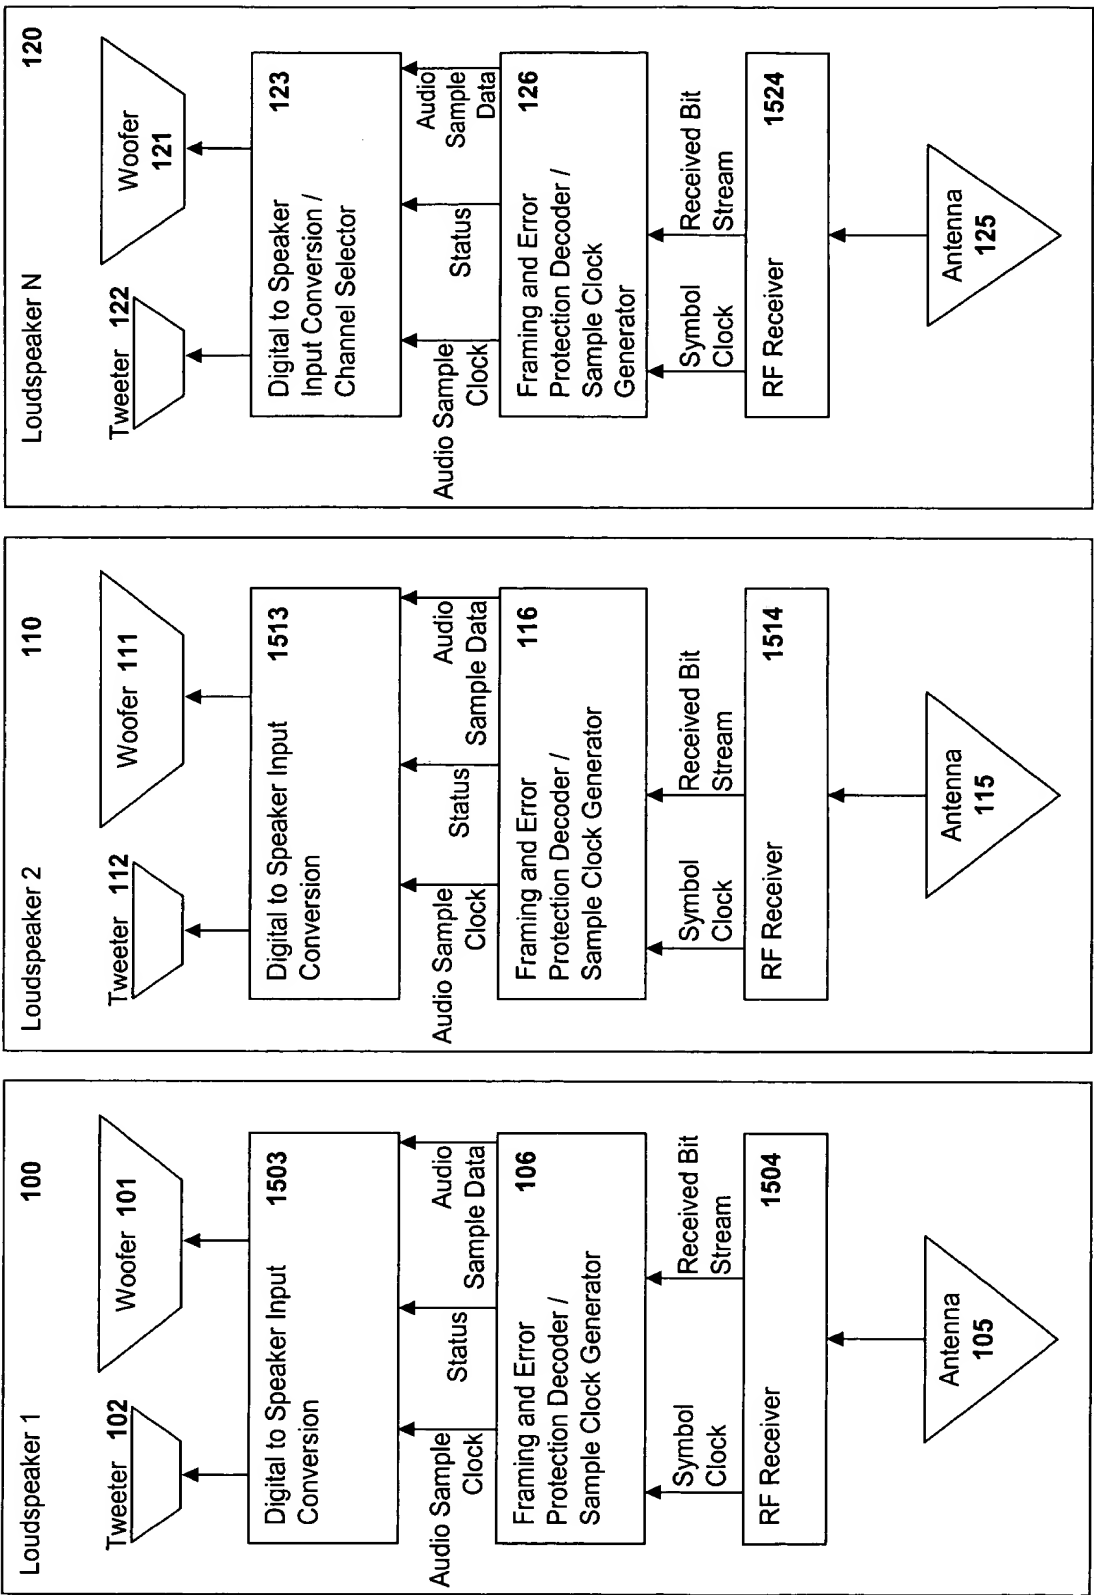 Loudspeaker 1
100
Tweeter 102
Woofer 101
Digital to Speaker Input
Conversion
1503
Audio Sample
Clock
Status
Audio
Sample Data
Framing and Error
Protection Decoder /
Sample Clock Generator
106
Symbol
Clock
Received Bit
Stream
RF Receiver
1504
Antenna
105
Loudspeaker 2
110
Tweeter 112
Woofer 111
Digital to Speaker Input
Conversion
1513
Audio Sample
Clock
Status
Audio
Sample Data
Framing and Error
Protection Decoder /
Sample Clock Generator
116
Symbol
Clock
Received Bit
Stream
RF Receiver
1514
Antenna
115
Loudspeaker N
120
Tweeter 122
Woofer
121
Digital to Speaker
Input Conversion /
Channel Selector
123
Audio Sample
Clock
Status
Audio
Sample
Data
Framing and Error
Protection Decoder /
Sample Clock
Generator
126
Symbol
Clock
Received Bit
Stream
RF Receiver
1524
Antenna
125